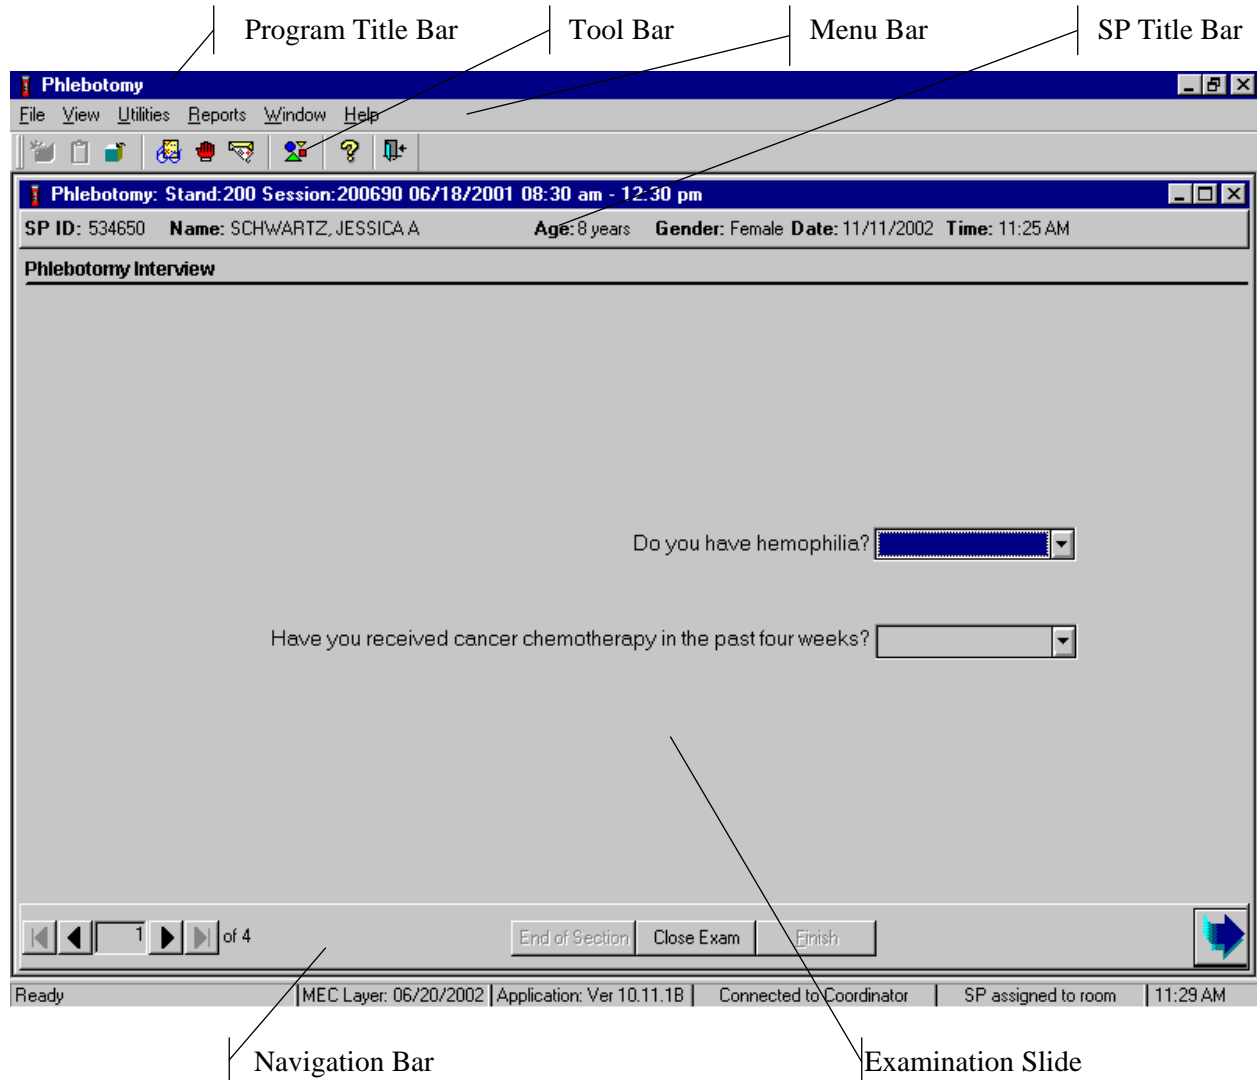 Program Title Bar Tool Bar Menu Bar SP Title Bar
Phlebotomy
File View Utilities Reports Window Help
Phlebotomy: Stand:200 Session:200690 06/18/2001 08:30 am - 12:30 pm
SP ID: 534650 Name: SCHWARTZ, JESSICA A Age: 8 years Gender: Female Date: 11/11/2002 Time: 11:25 AM
Phlebotomy Interview
Do you have hemophilia?
Have you received cancer chemotherapy in the past four weeks?
1 of 4 End of Section Close Exam Finish
Ready MEC Layer: 06/20/2002 Application: Ver 10.11.1B Connected to Coordinator SP assigned to room 11:29 AM
Navigation Bar Examination Slide